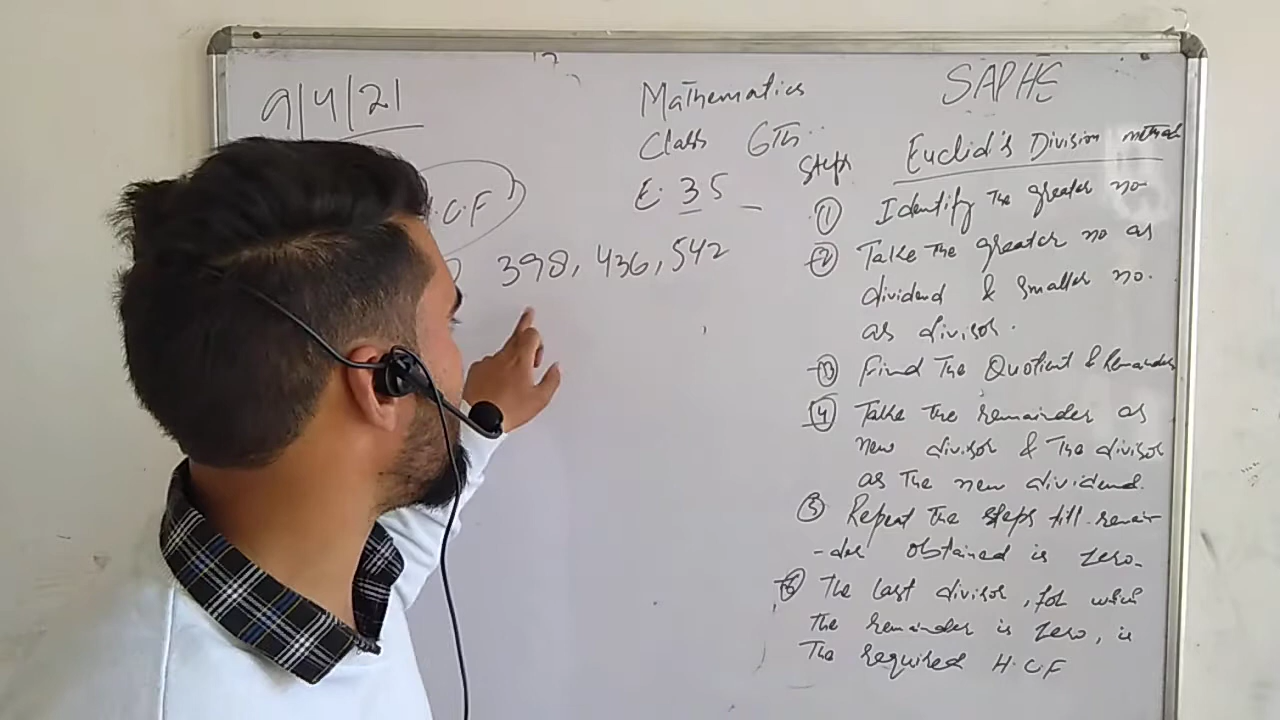 9/4/21
Mathematics
Class 6Th
E. 35
.C.F
398, 436, 542
SAPHE
Euclid's Division method
Steps
(1) Identify The greater no
(2) Take The greater no as
dividend & smaller no.
as divisor.
(3) Find The Quotient & Remainder
(4) Take the remainder as
new divisor & The divisor
as The new dividend.
(5) Repeat The steps till remain
-der obtained is zero.
(6) The last divisor, for which
The remainder is zero, is
The required H.C.F